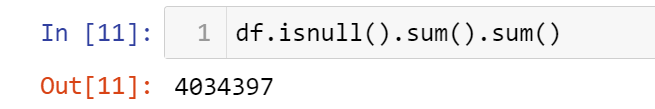 In [11]: 1 df.isnull().sum().sum()
Out[11]: 4034397